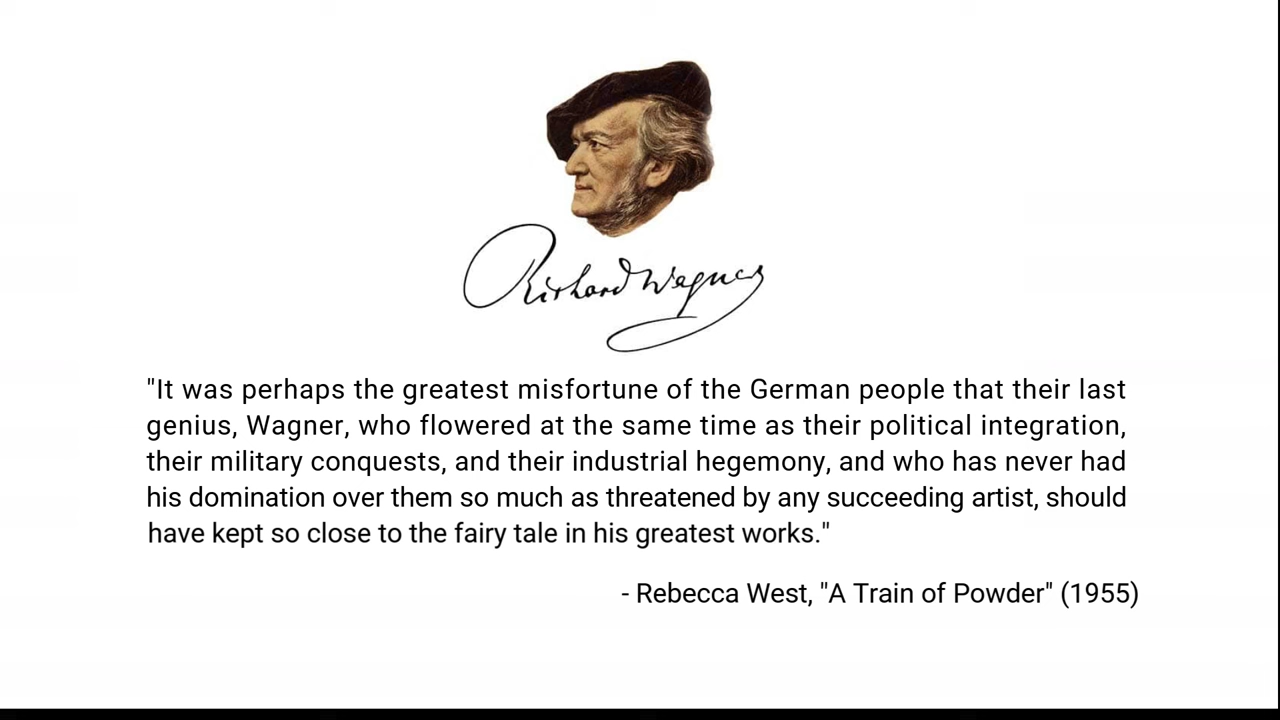 Richard Wagner
"It was perhaps the greatest misfortune of the German people that their last
genius, Wagner, who flowered at the same time as their political integration,
their military conquests, and their industrial hegemony, and who has never had
his domination over them so much as threatened by any succeeding artist, should
have kept so close to the fairy tale in his greatest works."
- Rebecca West, "A Train of Powder" (1955)